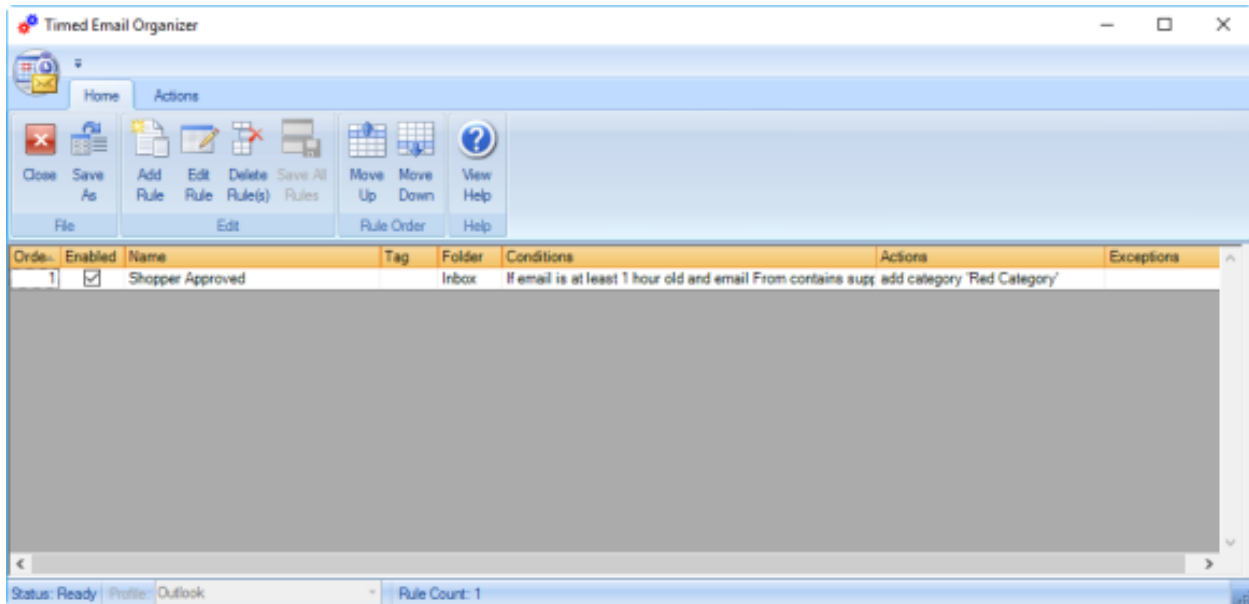 Timed Email Organizer
Home Actions
Close Save As Add Rule Edit Rule Delete Rule(s) Save All Rules Move Up Move Down View Help
File Edit Rule Order Help
Orde Enabled Name Tag Folder Conditions Actions Exceptions
1 Shopper Approved Inbox If email is at least 1 hour old and email From contains supp add category 'Red Category'
Status: Ready Profile: Outlook Rule Count: 1